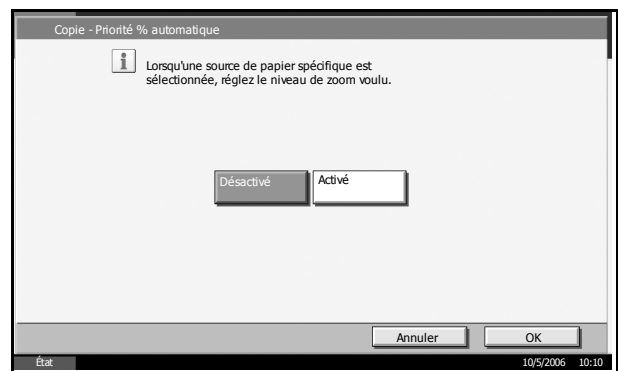 Copie - Priorité % automatique
i
Lorsqu'une source de papier spécifique est
sélectionnée, réglez le niveau de zoom voulu.
Désactivé Activé
Annuler OK
État 10/5/2006 10:10